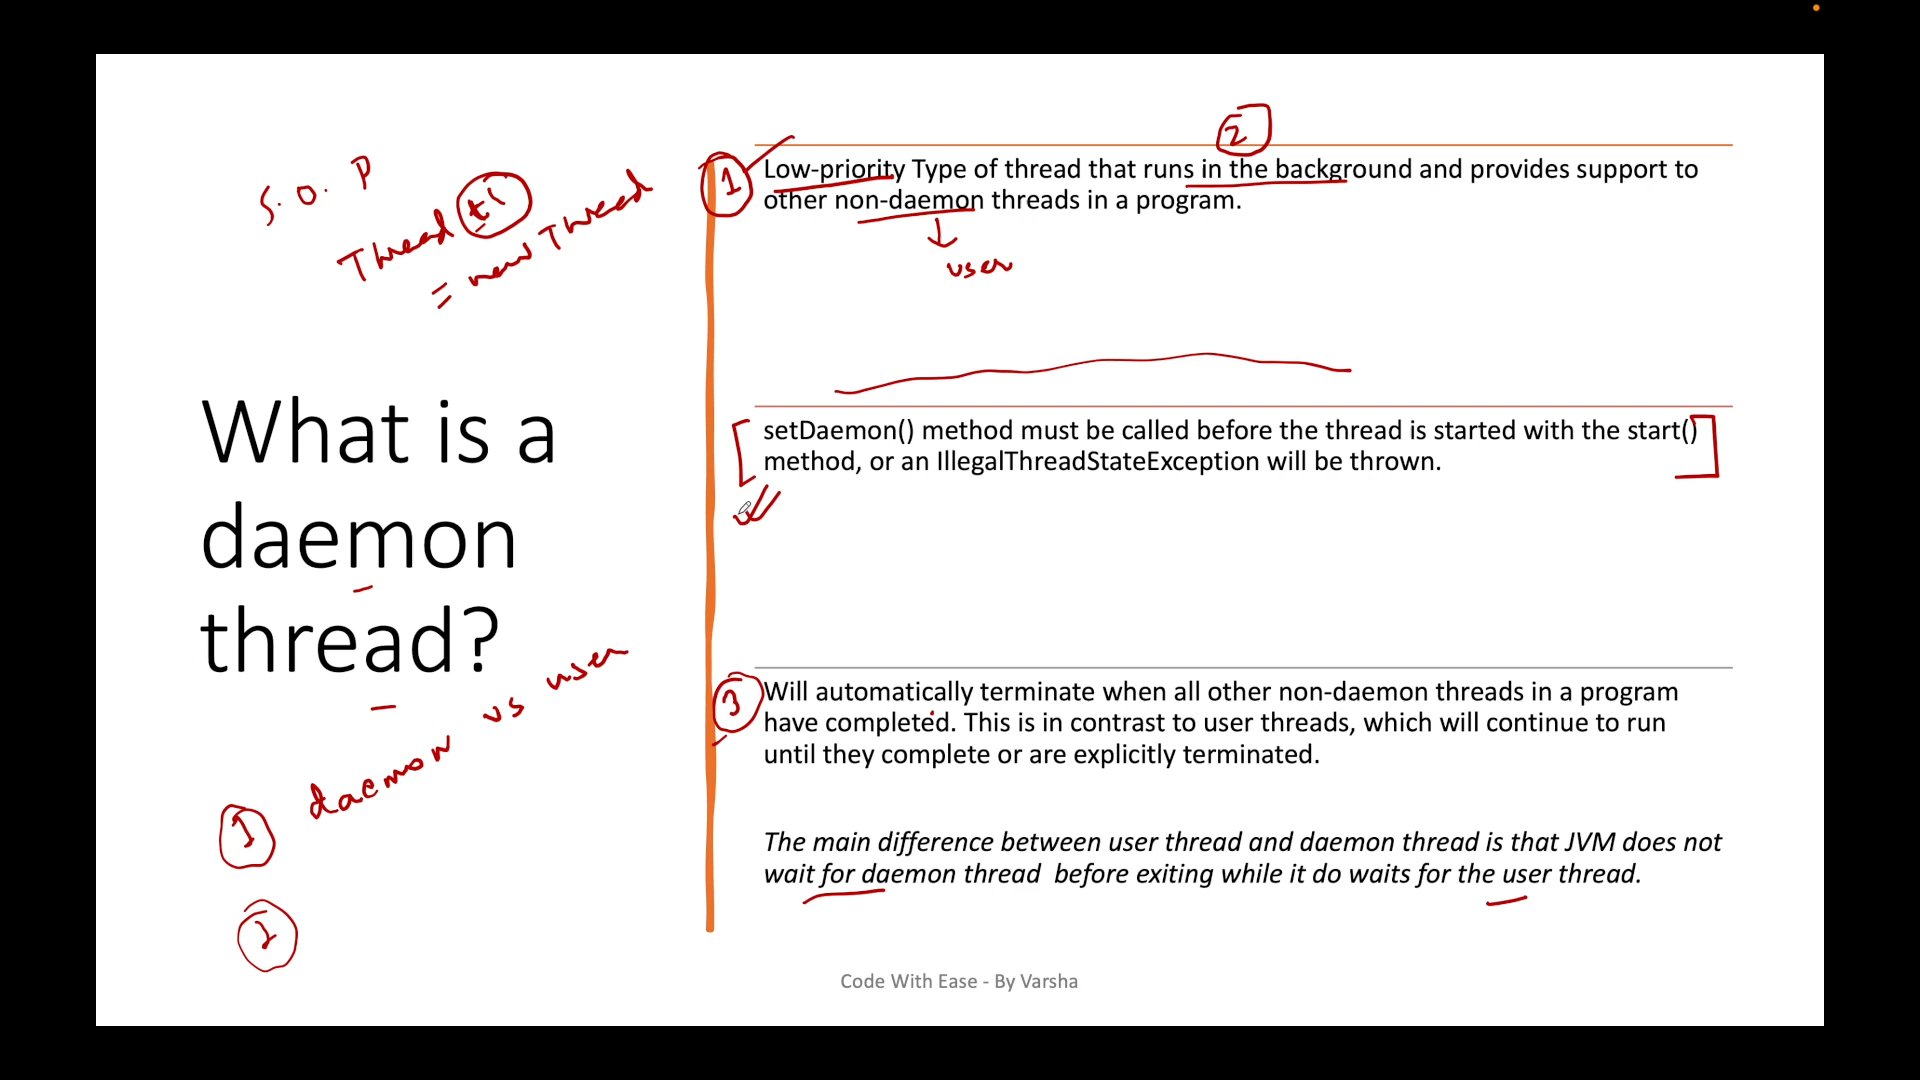 S. O. P
Thread t1
= new Thread
What is a
daemon
thread?
daemon vs user
1
2
1
2
Low-priority Type of thread that runs in the background and provides support to
other non-daemon threads in a program.
user
setDaemon() method must be called before the thread is started with the start()
method, or an IllegalThreadStateException will be thrown.
3
Will automatically terminate when all other non-daemon threads in a program
have completed. This is in contrast to user threads, which will continue to run
until they complete or are explicitly terminated.
The main difference between user thread and daemon thread is that JVM does not
wait for daemon thread  before exiting while it do waits for the user thread.
Code With Ease - By Varsha